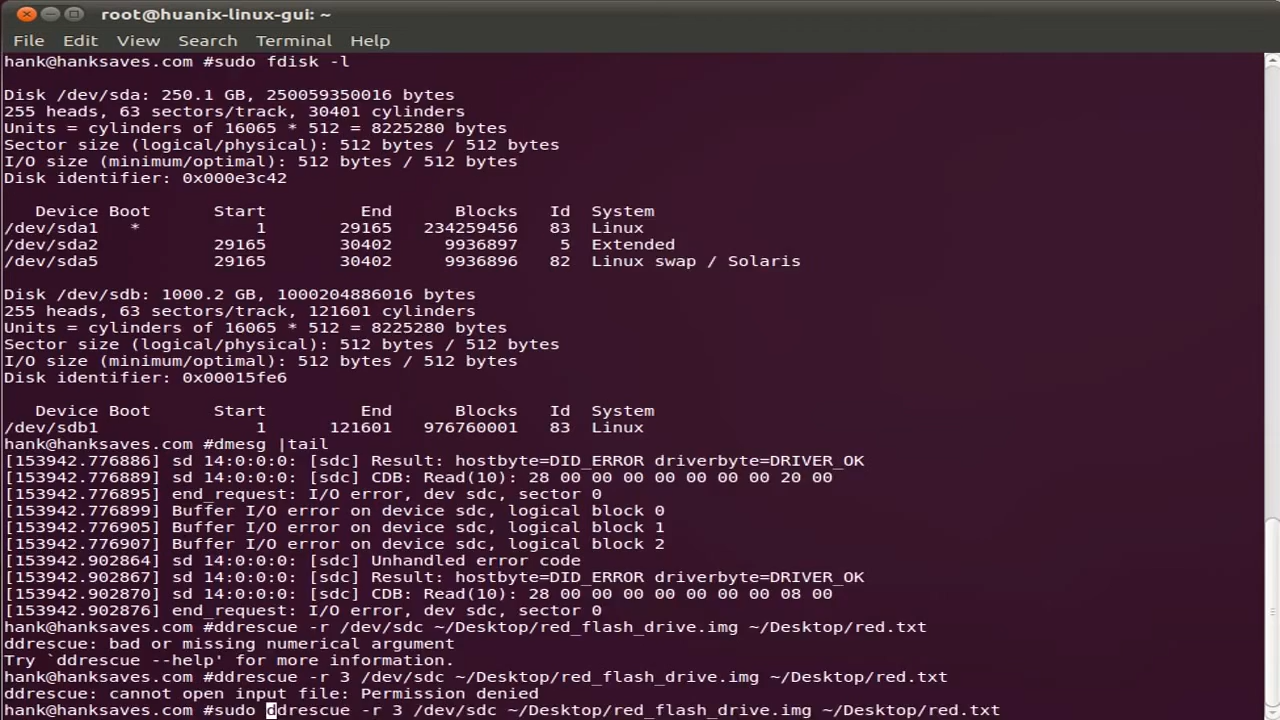 root@huanix-linux-gui: ~
File Edit View Search Terminal Help
hank@hanksaves.com #sudo fdisk -l
Disk /dev/sda: 250.1 GB, 250059350016 bytes
255 heads, 63 sectors/track, 30401 cylinders
Units = cylinders of 16065 * 512 = 8225280 bytes
Sector size (logical/physical): 512 bytes / 512 bytes
I/O size (minimum/optimal): 512 bytes / 512 bytes
Disk identifier: 0x000e3c42
Device Boot Start End Blocks Id System
/dev/sda1 * 1 29165 234259456 83 Linux
/dev/sda2 29165 30402 9936897 5 Extended
/dev/sda5 29165 30402 9936896 82 Linux swap / Solaris
Disk /dev/sdb: 1000.2 GB, 1000204886016 bytes
255 heads, 63 sectors/track, 121601 cylinders
Units = cylinders of 16065 * 512 = 8225280 bytes
Sector size (logical/physical): 512 bytes / 512 bytes
I/O size (minimum/optimal): 512 bytes / 512 bytes
Disk identifier: 0x00015fe6
Device Boot Start End Blocks Id System
/dev/sdb1 1 121601 976760001 83 Linux
hank@hanksaves.com #dmesg |tail
[153942.776886] sd 14:0:0:0: [sdc] Result: hostbyte=DID_ERROR driverbyte=DRIVER_OK
[153942.776889] sd 14:0:0:0: [sdc] CDB: Read(10): 28 00 00 00 00 00 00 00 20 00
[153942.776895] end_request: I/O error, dev sdc, sector 0
[153942.776899] Buffer I/O error on device sdc, logical block 0
[153942.776905] Buffer I/O error on device sdc, logical block 1
[153942.776907] Buffer I/O error on device sdc, logical block 2
[153942.902864] sd 14:0:0:0: [sdc] Unhandled error code
[153942.902867] sd 14:0:0:0: [sdc] Result: hostbyte=DID_ERROR driverbyte=DRIVER_OK
[153942.902870] sd 14:0:0:0: [sdc] CDB: Read(10): 28 00 00 00 00 00 00 00 08 00
[153942.902876] end_request: I/O error, dev sdc, sector 0
hank@hanksaves.com #ddrescue -r /dev/sdc ~/Desktop/red_flash_drive.img ~/Desktop/red.txt
ddrescue: bad or missing numerical argument
Try `ddrescue --help' for more information.
hank@hanksaves.com #ddrescue -r 3 /dev/sdc ~/Desktop/red_flash_drive.img ~/Desktop/red.txt
ddrescue: cannot open input file: Permission denied
hank@hanksaves.com #sudo ddrescue -r 3 /dev/sdc ~/Desktop/red_flash_drive.img ~/Desktop/red.txt